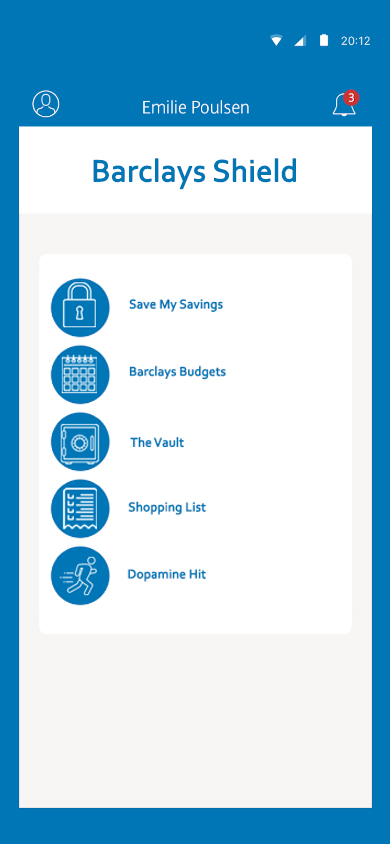 20:12
Emilie Poulsen
3
Barclays Shield
Save My Savings
Barclays Budgets
The Vault
Shopping List
Dopamine Hit